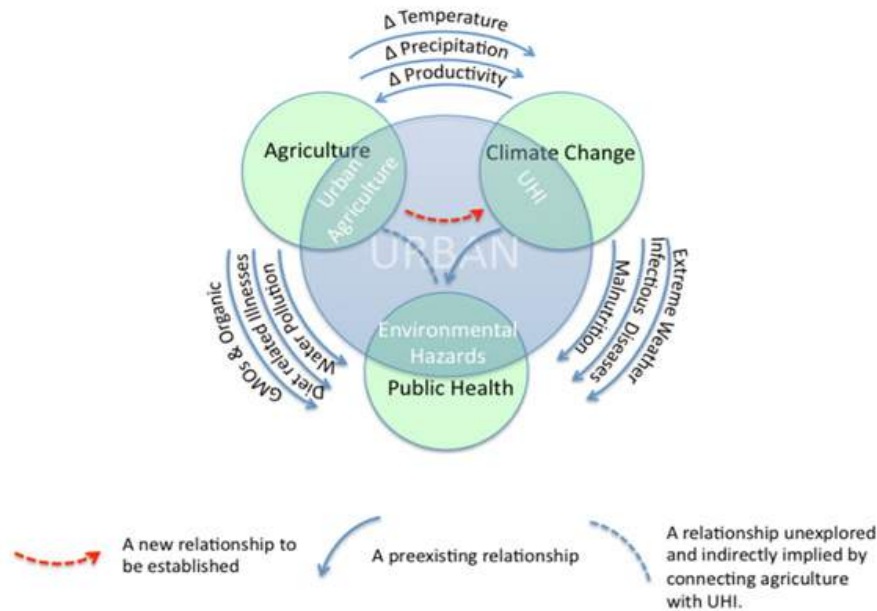 Δ Temperature
Δ Precipitation
Δ Productivity
Agriculture
Climate Change
Urban
Agriculture
UHI
URBAN
GMOs & Organic
Diet related Illnesses
Water Pollution
Malnutrition
Infectious Diseases
Extreme Weather
Environmental
Hazards
Public Health
A new relationship to
be established
A preexisting relationship
A relationship unexplored
and indirectly implied by
connecting agriculture
with UHI.